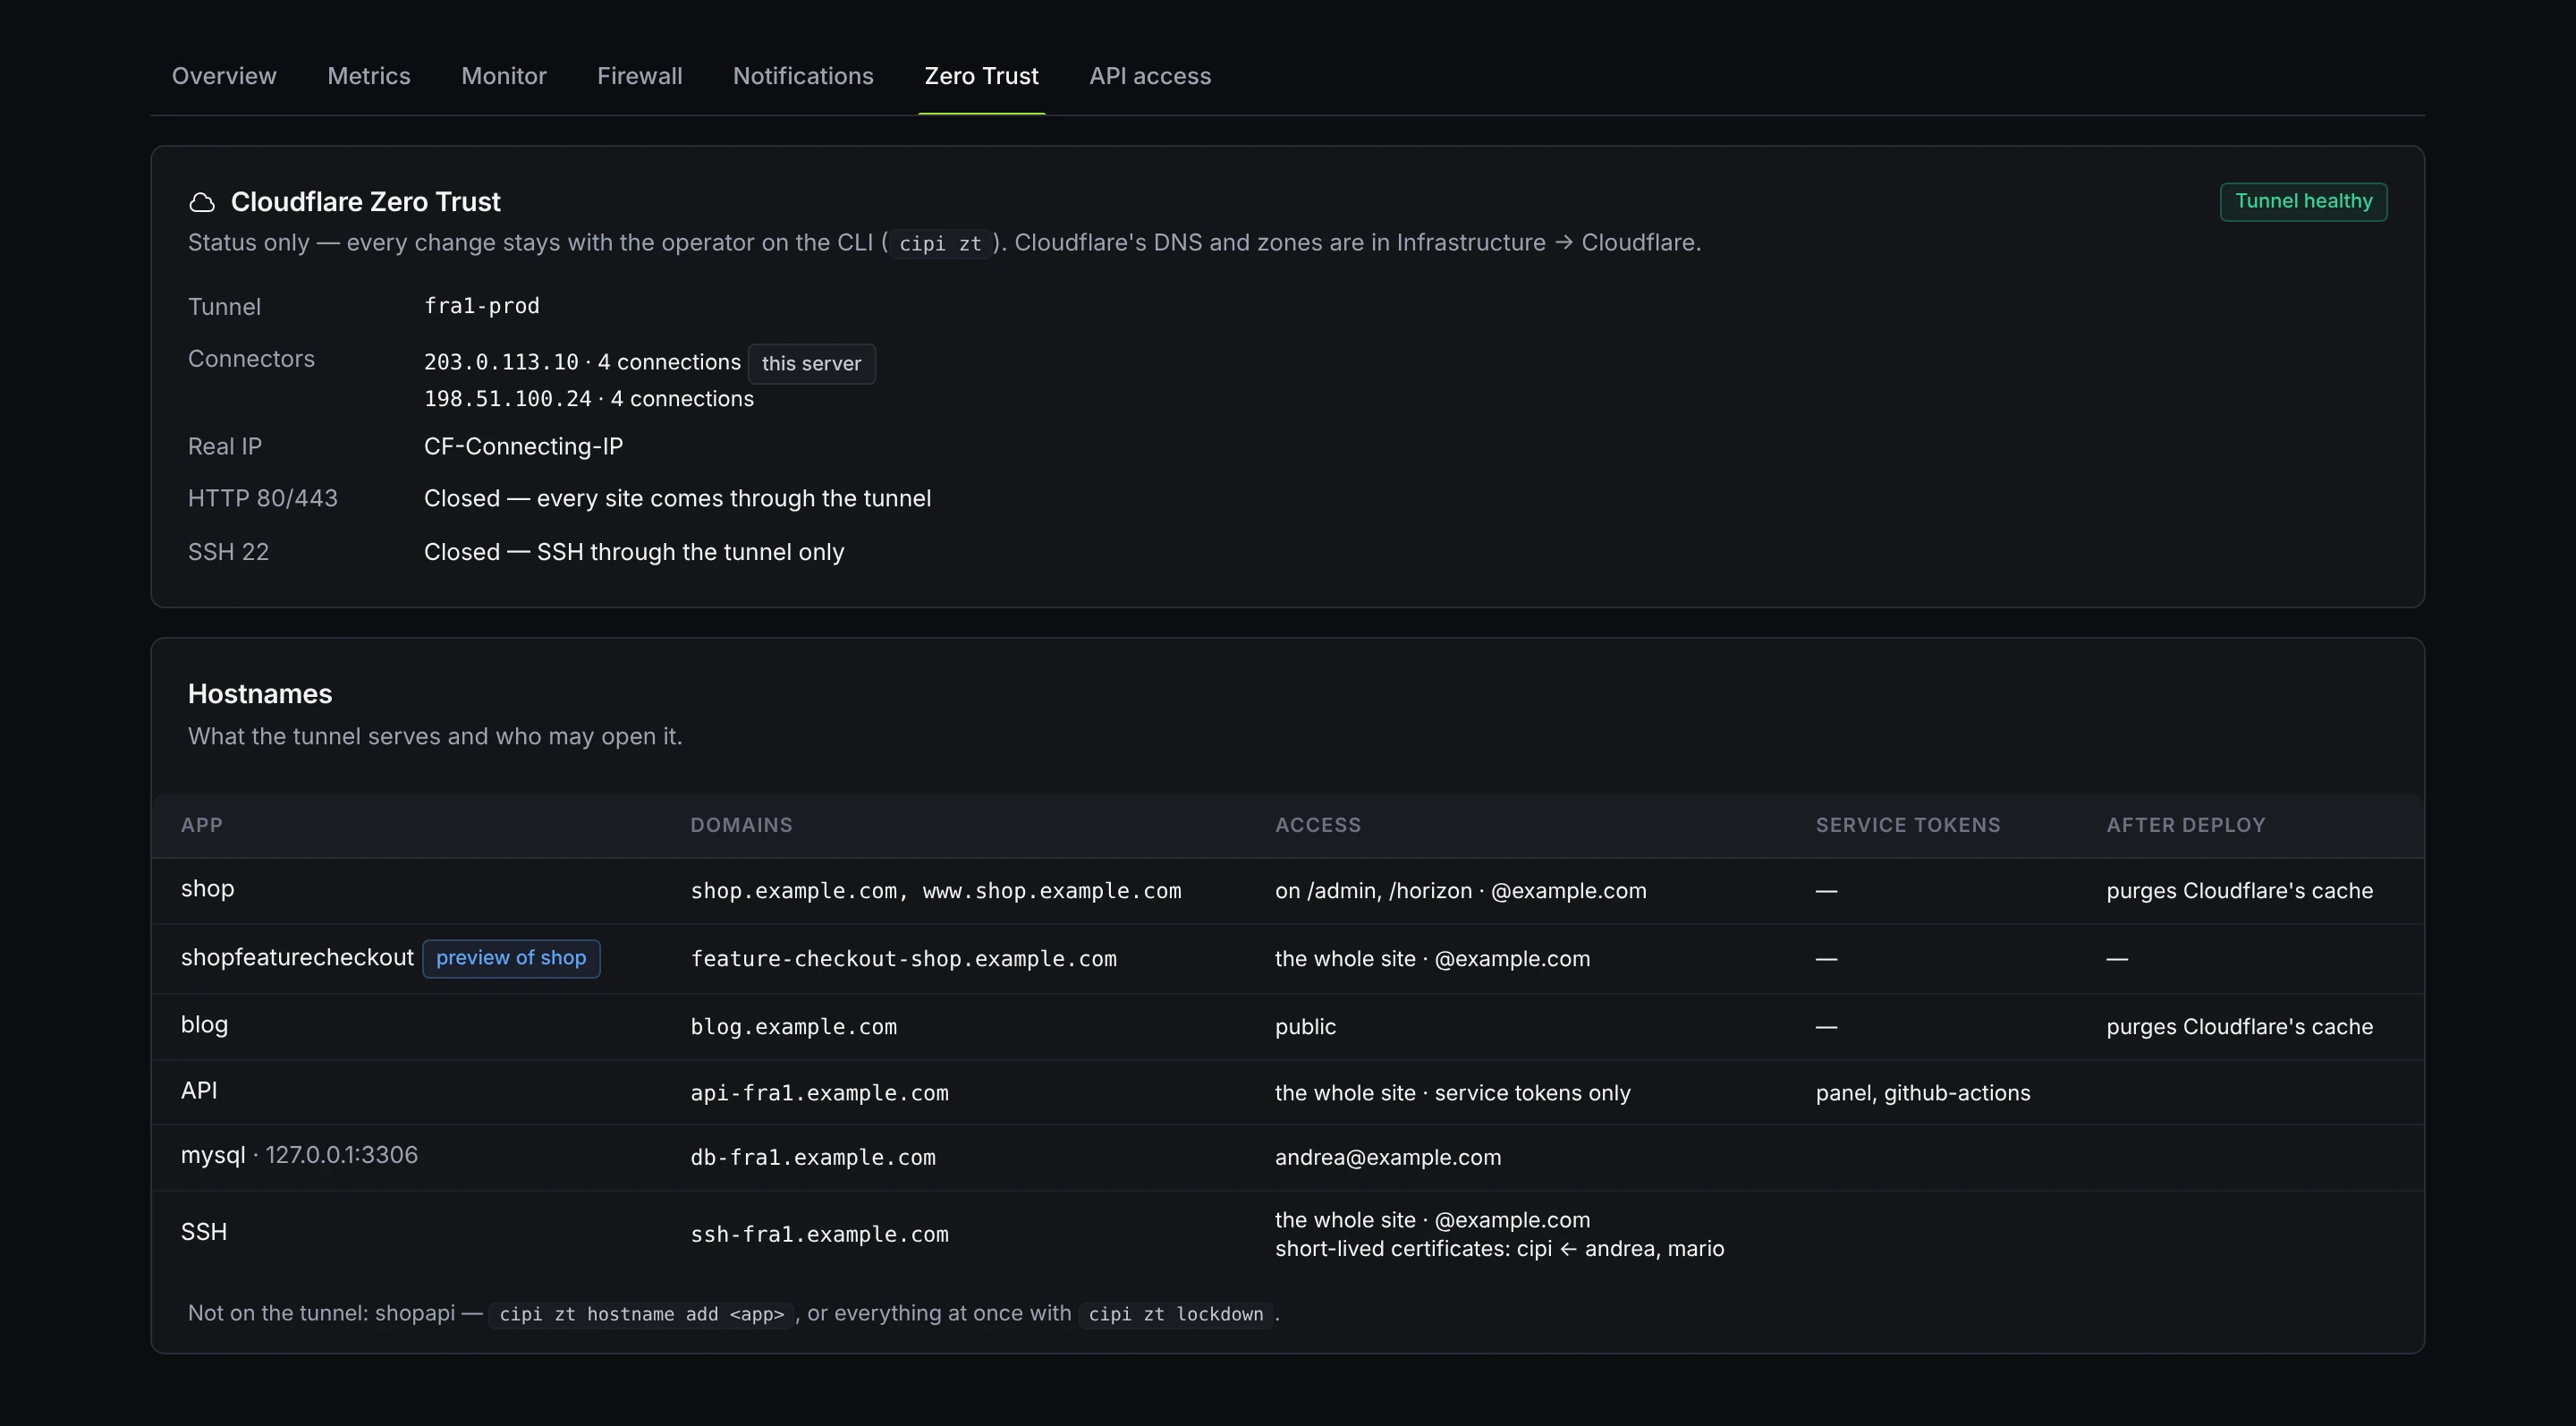 Overview Metrics Monitor Firewall Notifications Zero Trust API access
Cloudflare Zero Trust
Tunnel healthy
Status only — every change stays with the operator on the CLI ( cipi zt ). Cloudflare's DNS and zones are in Infrastructure → Cloudflare.
Tunnel fra1-prod
Connectors 203.0.113.10 · 4 connections this server
198.51.100.24 · 4 connections
Real IP CF-Connecting-IP
HTTP 80/443 Closed — every site comes through the tunnel
SSH 22 Closed — SSH through the tunnel only
Hostnames
What the tunnel serves and who may open it.
APP DOMAINS ACCESS SERVICE TOKENS AFTER DEPLOY
shop shop.example.com, www.shop.example.com on /admin, /horizon · @example.com — purges Cloudflare's cache
shopfeaturecheckout preview of shop feature-checkout-shop.example.com the whole site · @example.com — —
blog blog.example.com public — purges Cloudflare's cache
API api-fra1.example.com the whole site · service tokens only panel, github-actions
mysql · 127.0.0.1:3306 db-fra1.example.com andrea@example.com
SSH ssh-fra1.example.com the whole site · @example.com
short-lived certificates: cipi ← andrea, mario
Not on the tunnel: shopapi — cipi zt hostname add <app> , or everything at once with cipi zt lockdown .